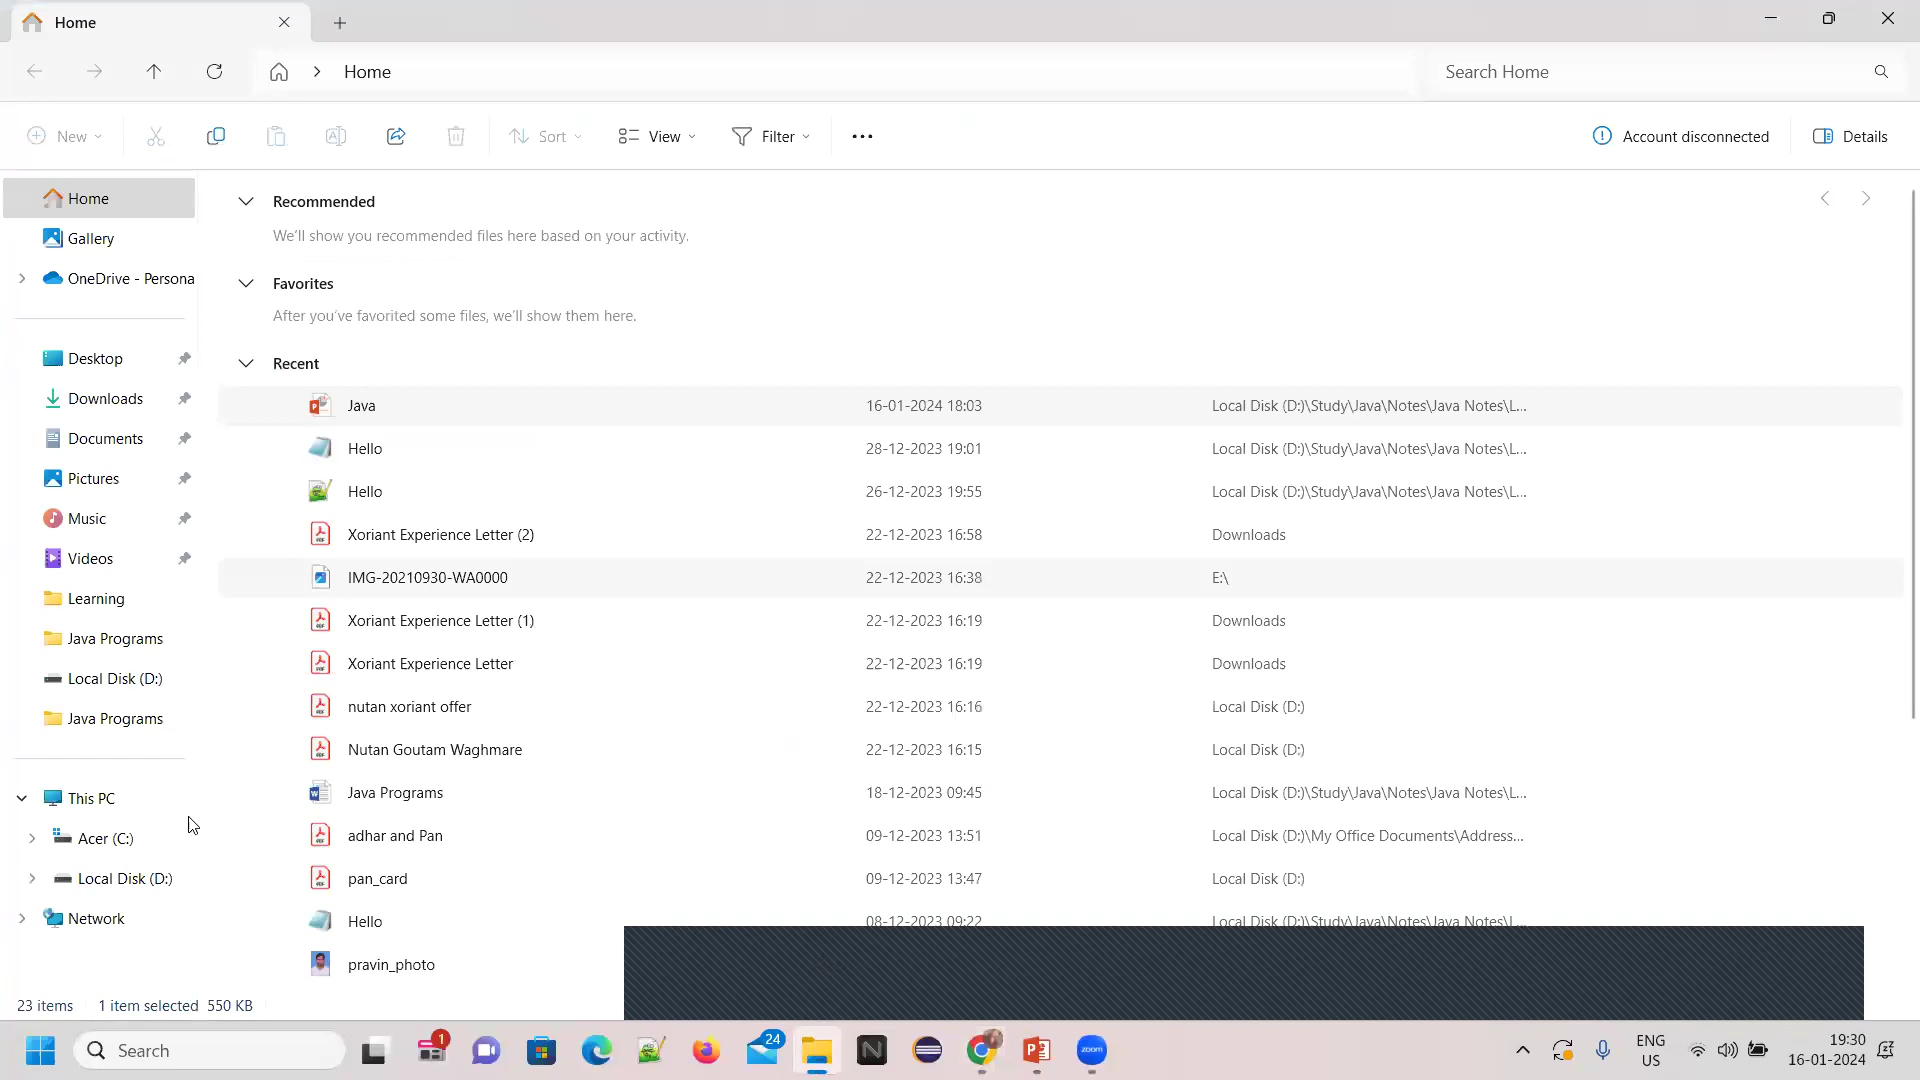 Home
Home
Search Home
New
Sort
View
Filter
Account disconnected
Details
Home
Gallery
OneDrive - Persona
Desktop
Downloads
Documents
Pictures
Music
Videos
Learning
Java Programs
Local Disk (D:)
Java Programs
This PC
Acer (C:)
Local Disk (D:)
Network
Recommended
We'll show you recommended files here based on your activity.
Favorites
After you've favorited some files, we'll show them here.
Recent
Java 16-01-2024 18:03 Local Disk (D:)\Study\Java\Notes\Java Notes\L...
Hello 28-12-2023 19:01 Local Disk (D:)\Study\Java\Notes\Java Notes\L...
Hello 26-12-2023 19:55 Local Disk (D:)\Study\Java\Notes\Java Notes\L...
Xoriant Experience Letter (2) 22-12-2023 16:58 Downloads
IMG-20210930-WA0000 22-12-2023 16:38 E:\
Xoriant Experience Letter (1) 22-12-2023 16:19 Downloads
Xoriant Experience Letter 22-12-2023 16:19 Downloads
nutan xoriant offer 22-12-2023 16:16 Local Disk (D:)
Nutan Goutam Waghmare 22-12-2023 16:15 Local Disk (D:)
Java Programs 18-12-2023 09:45 Local Disk (D:)\Study\Java\Notes\Java Notes\L...
adhar and Pan 09-12-2023 13:51 Local Disk (D:)\My Office Documents\Address...
pan_card 09-12-2023 13:47 Local Disk (D:)
Hello 08-12-2023 09:22 Local Disk (D:)\Study\Java\Notes\Java Notes\L...
pravin_photo
23 items 1 item selected 550 KB
Search
1
24
zoom
ENG
US
19:30
16-01-2024